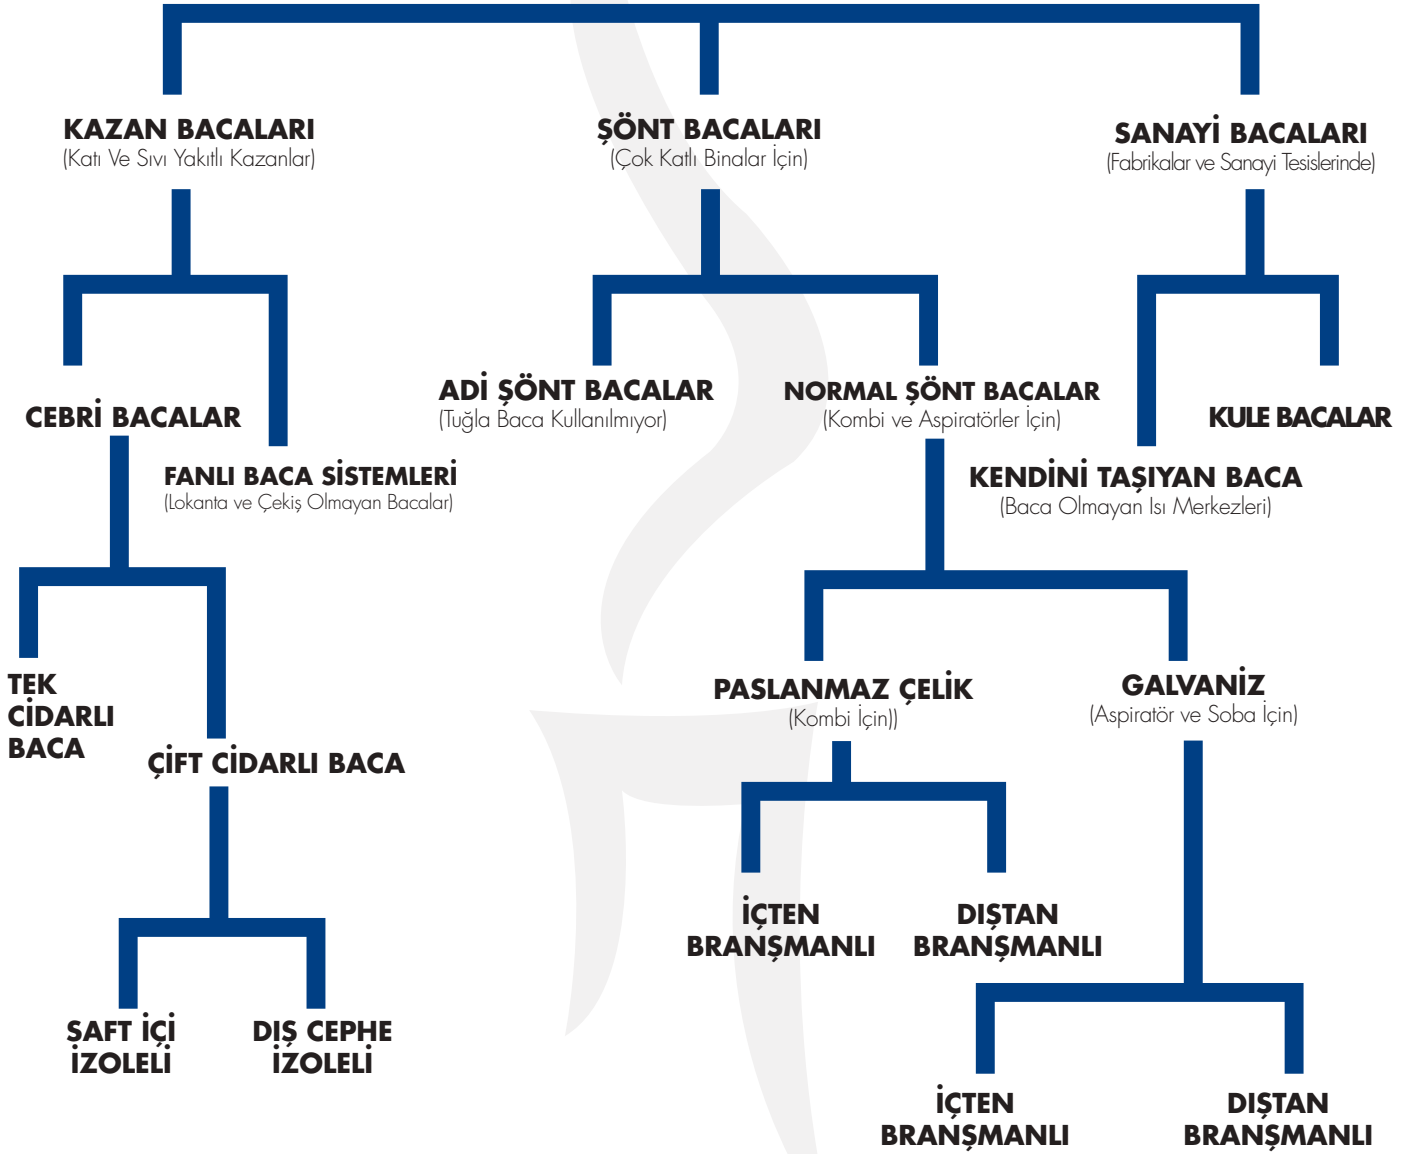 KAZAN BACALARI
(Katı Ve Sıvı Yakıtlı Kazanlar)
ŞÖNT BACALARI
(Çok Katlı Binalar İçin)
SANAYİ BACALARI
(Fabrikalar ve Sanayi Tesislerinde)
CEBRİ BACALAR
FANLI BACA SİSTEMLERİ
(Lokanta ve Çekiş Olmayan Bacalar)
ADİ ŞÖNT BACALAR
(Tuğla Baca Kullanılmıyor)
NORMAL ŞÖNT BACALAR
(Kombi ve Aspiratörler İçin)
KULE BACALAR
KENDİNİ TAŞIYAN BACA
(Baca Olmayan Isı Merkezleri)
TEK
CİDARLI
BACA
ÇİFT CİDARLI BACA
PASLANMAZ ÇELİK
(Kombi İçin))
GALVANİZ
(Aspiratör ve Soba İçin)
ŞAFT İÇİ
İZOLELİ
DIŞ CEPHE
İZOLELİ
İÇTEN
BRANŞMANLI
DIŞTAN
BRANŞMANLI
İÇTEN
BRANŞMANLI
DIŞTAN
BRANŞMANLI